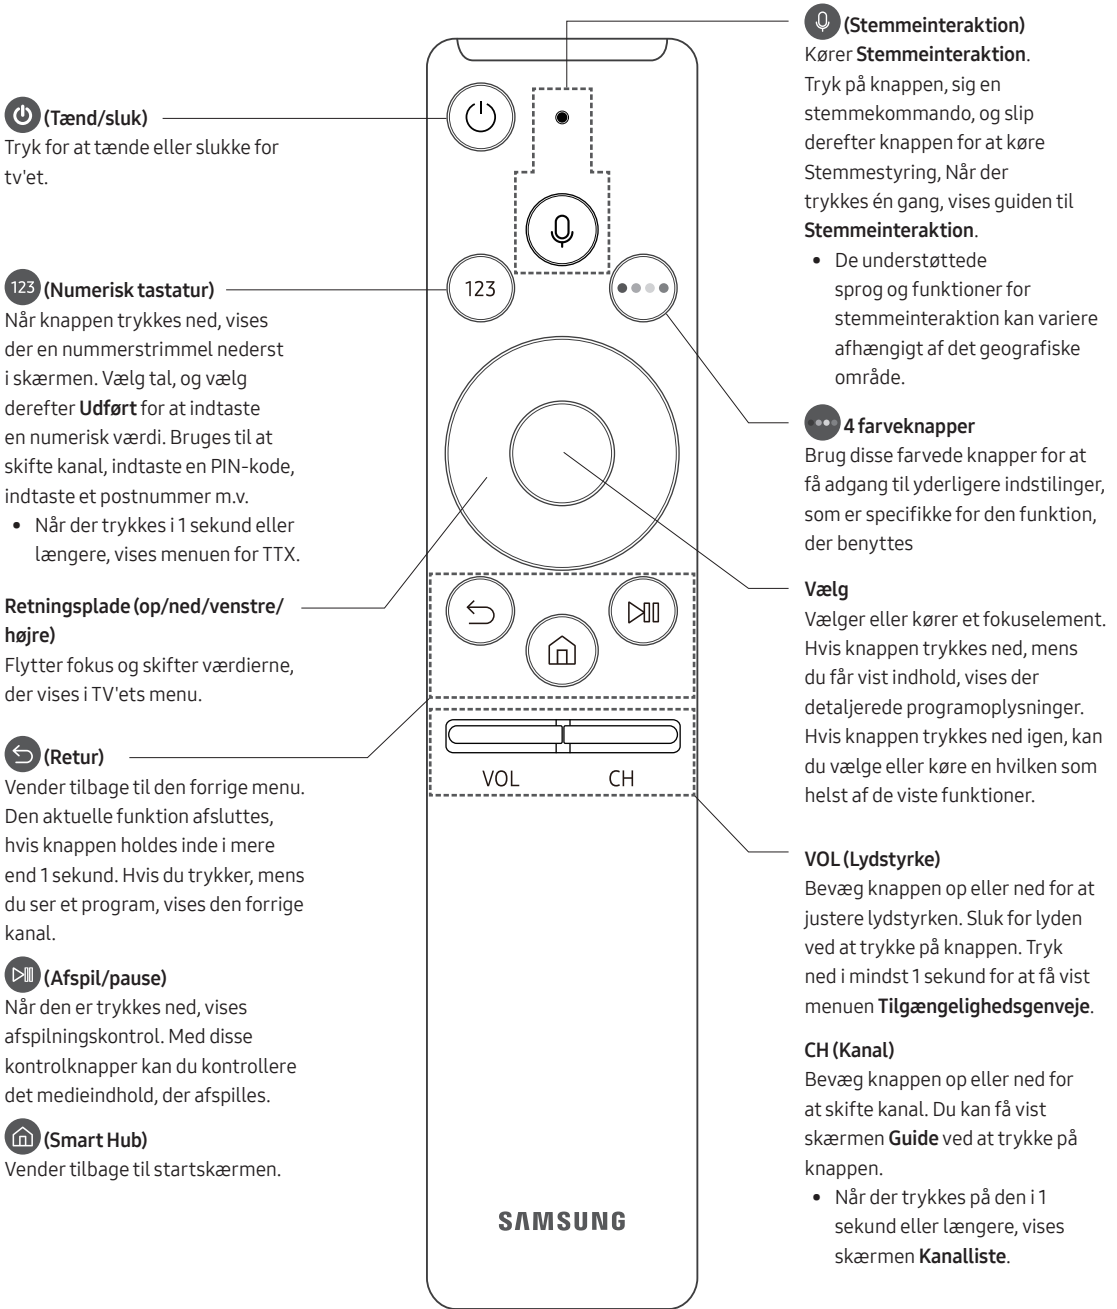 (Tænd/sluk)
Tryk for at tænde eller slukke for
tv'et.
123 (Numerisk tastatur)
Når knappen trykkes ned, vises
der en nummerstrimmel nederst
i skærmen. Vælg tal, og vælg
derefter Udført for at indtaste
en numerisk værdi. Bruges til at
skifte kanal, indtaste en PIN-kode,
indtaste et postnummer m.v.
• Når der trykkes i 1 sekund eller
længere, vises menuen for TTX.
Retningsplade (op/ned/venstre/
højre)
Flytter fokus og skifter værdierne,
der vises i TV'ets menu.
(Retur)
Vender tilbage til den forrige menu.
Den aktuelle funktion afsluttes,
hvis knappen holdes inde i mere
end 1 sekund. Hvis du trykker, mens
du ser et program, vises den forrige
kanal.
(Afspil/pause)
Når den er trykkes ned, vises
afspilningskontrol. Med disse
kontrolknapper kan du kontrollere
det medieindhold, der afspilles.
(Smart Hub)
Vender tilbage til startskærmen.
123
VOL CH
SAMSUNG
(Stemmeinteraktion)
Kører Stemmeinteraktion.
Tryk på knappen, sig en
stemmekommando, og slip
derefter knappen for at køre
Stemmestyring, Når der
trykkes én gang, vises guiden til
Stemmeinteraktion.
• De understøttede
sprog og funktioner for
stemmeinteraktion kan variere
afhængigt af det geografiske
område.
4 farveknapper
Brug disse farvede knapper for at
få adgang til yderligere indstilinger,
som er specifikke for den funktion,
der benyttes
Vælg
Vælger eller kører et fokuselement.
Hvis knappen trykkes ned, mens
du får vist indhold, vises der
detaljerede programoplysninger.
Hvis knappen trykkes ned igen, kan
du vælge eller køre en hvilken som
helst af de viste funktioner.
VOL (Lydstyrke)
Bevæg knappen op eller ned for at
justere lydstyrken. Sluk for lyden
ved at trykke på knappen. Tryk
ned i mindst 1 sekund for at få vist
menuen Tilgængelighedsgenveje.
CH (Kanal)
Bevæg knappen op eller ned for
at skifte kanal. Du kan få vist
skærmen Guide ved at trykke på
knappen.
• Når der trykkes på den i 1
sekund eller længere, vises
skærmen Kanalliste.